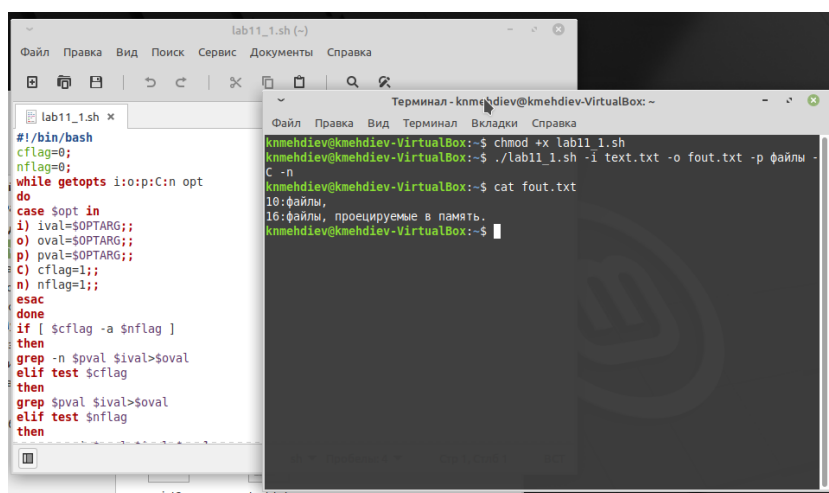 lab11_1.sh (~)
Файл Правка Вид Поиск Сервис Документы Справка
lab11_1.sh
#!/bin/bash
cflag=0;
nflag=0;
while getopts i:o:p:C:n opt
do
case $opt in
i) ival=$OPTARG;;
o) oval=$OPTARG;;
p) pval=$OPTARG;;
C) cflag=1;;
n) nflag=1;;
esac
done
if [ $cflag -a $nflag ]
then
grep -n $pval $ival>$oval
elif test $cflag
then
grep $pval $ival>$oval
elif test $nflag
then
Терминал - knmehdiev@kmehdiev-VirtualBox: ~
Файл Правка Вид Терминал Вкладки Справка
knmehdiev@kmehdiev-VirtualBox:~$ chmod +x lab11_1.sh
knmehdiev@kmehdiev-VirtualBox:~$ ./lab11_1.sh -i text.txt -o fout.txt -p файлы -
C -n
knmehdiev@kmehdiev-VirtualBox:~$ cat fout.txt
10:файлы,
16:файлы, проецируемые в память.
knmehdiev@kmehdiev-VirtualBox:~$